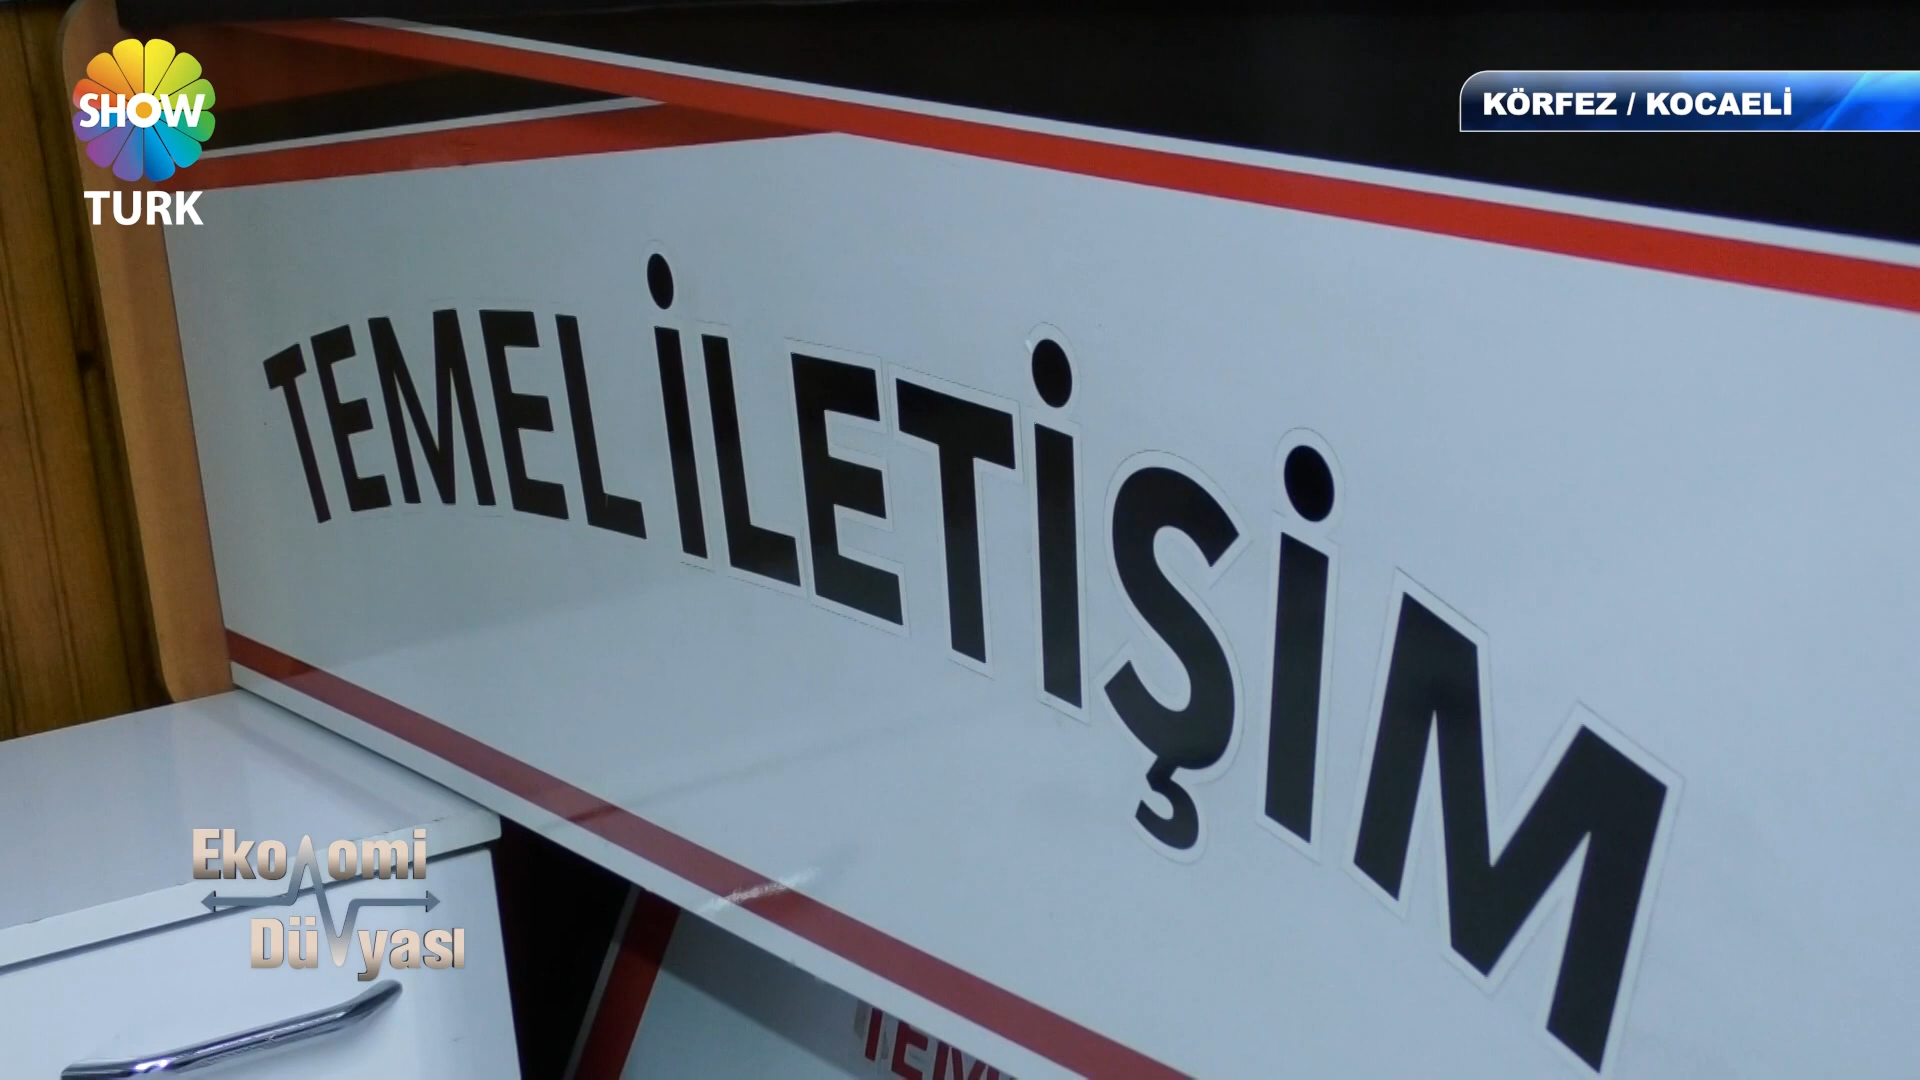 SHOW
TURK
KÖRFEZ / KOCAELİ
TEMEL İLETİŞİM
Ekonomi
Dünyası